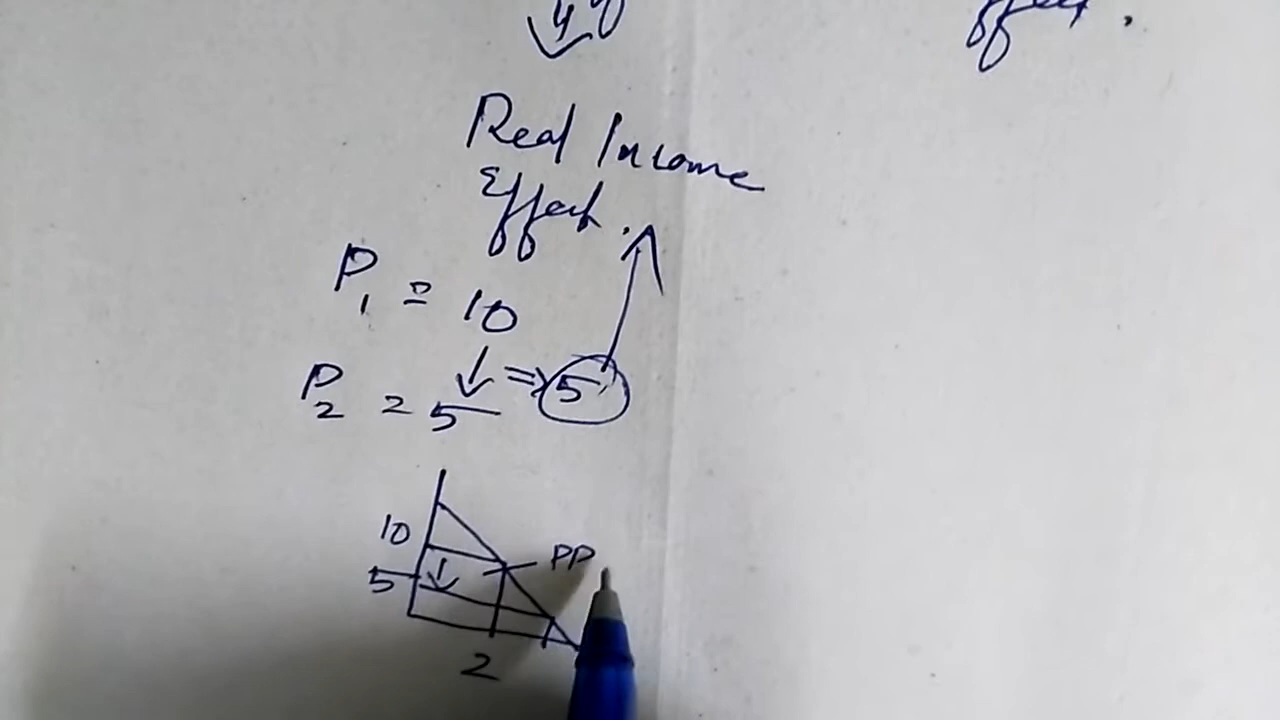 Real Income
Effect.
P1 = 10
P2 = 5 ⇒ 5
10
5
PP
2